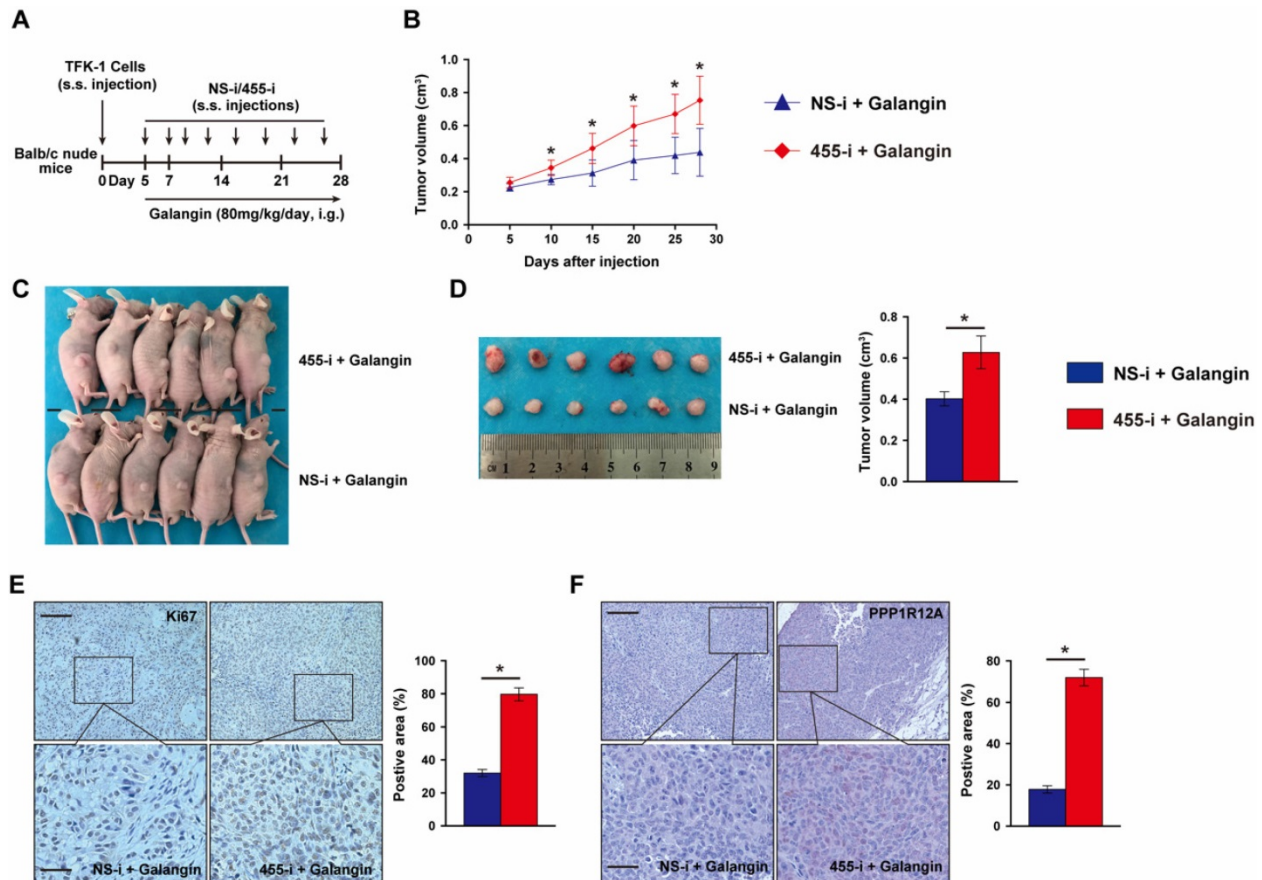 A
TFK-1 Cells
(s.s. injection)
NS-i/455-i
(s.s. injections)
Balb/c nude
mice
0 Day 5 7 14 21 28
Galangin (80mg/kg/day, i.g.)
B
Tumor volume (cm³)
1.0
0.8
0.6
0.4
0.2
0.0
* * * * * *
0 5 10 15 20 25 30
Days after injection
NS-i + Galangin
455-i + Galangin
C
455-i + Galangin
NS-i + Galangin
D
455-i + Galangin
NS-i + Galangin
CM 1 2 3 4 5 6 7 8 9
Tumor volume (cm³)
0.8
0.6
0.4
0.2
0.0
*
NS-i + Galangin
455-i + Galangin
E
Ki67
NS-i + Galangin
455-i + Galangin
Postive area (%)
100
80
60
40
20
0
*
F
PPP1R12A
NS-i + Galangin
455-i + Galangin
Postive area (%)
80
60
40
20
0
*